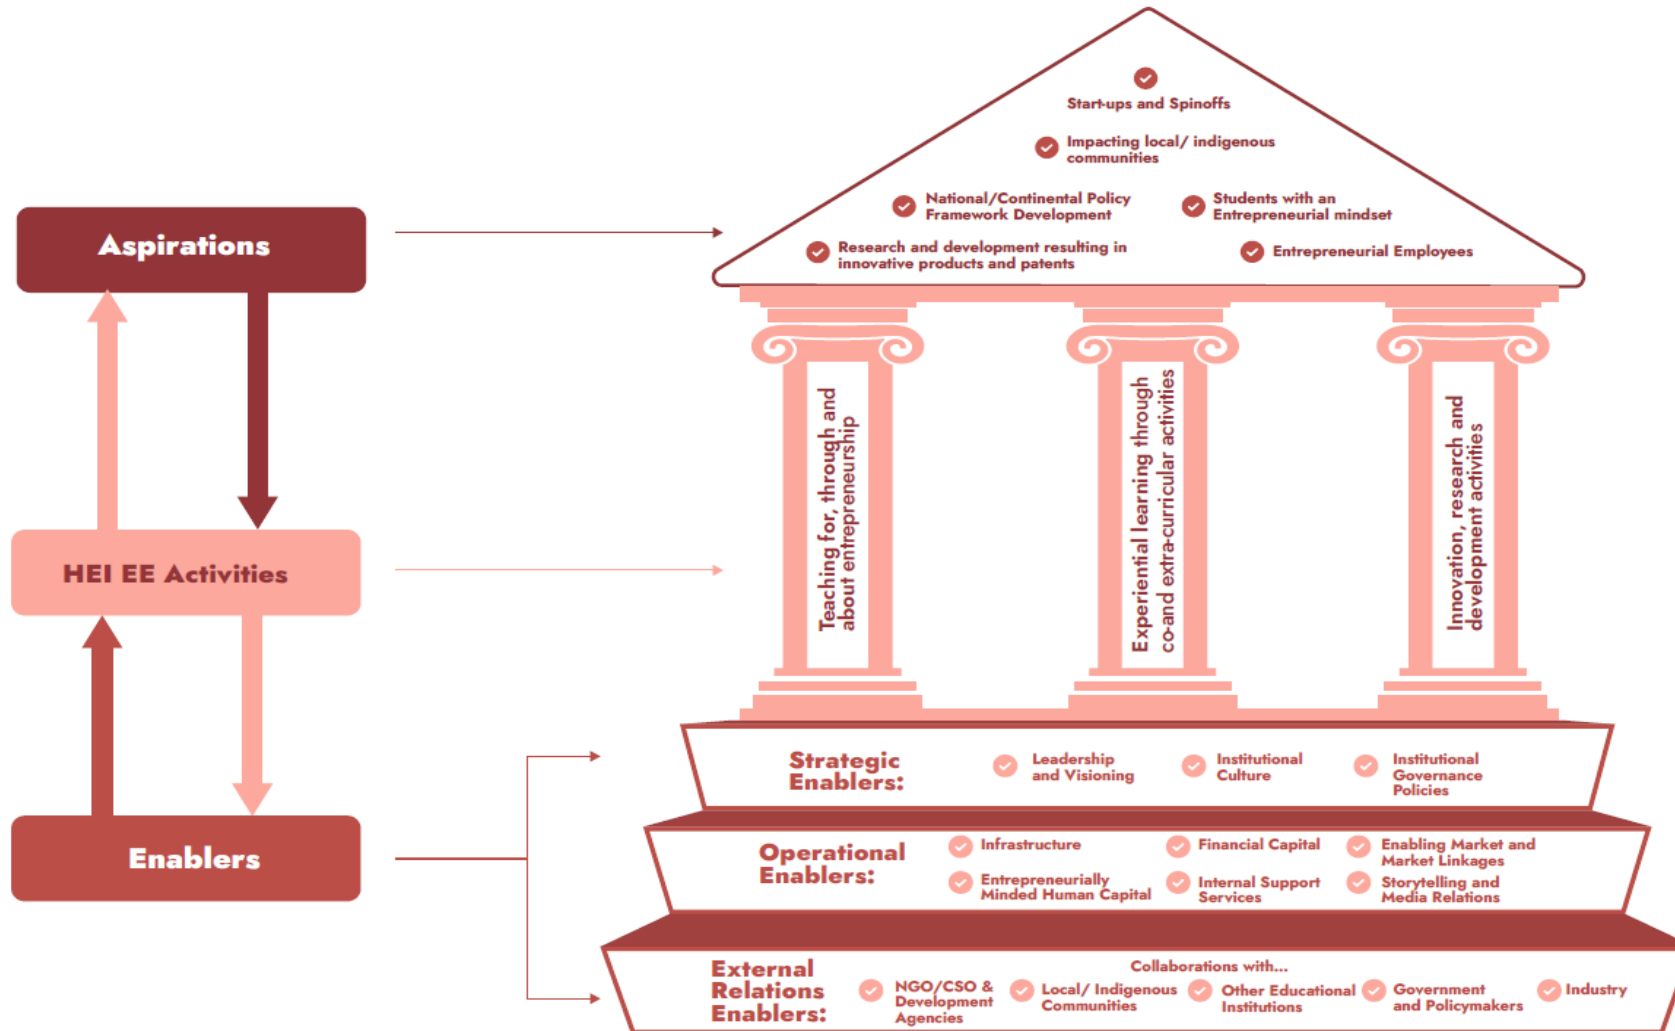 Start-ups and Spinoffs
Impacting local/ indigenous
communities
National/Continental Policy
Framework Development
Students with an
Entrepreneurial mindset
Research and development resulting in
innovative products and patents
Entrepreneurial Employees
Aspirations
HEI EE Activities
Enablers
Teaching for, through and
about entrepreneurship
Experiential learning through
co-and extra-curricular activities
Innovation, research and
development activities
Strategic
Enablers:
Leadership
and Visioning
Institutional
Culture
Institutional
Governance
Policies
Operational
Enablers:
Infrastructure
Financial Capital
Enabling Market and
Market Linkages
Entrepreneurially
Minded Human Capital
Internal Support
Services
Storytelling and
Media Relations
External
Relations
Enablers:
Collaborations with...
NGO/CSO &
Development
Agencies
Local/ Indigenous
Communities
Other Educational
Institutions
Government
and Policymakers
Industry